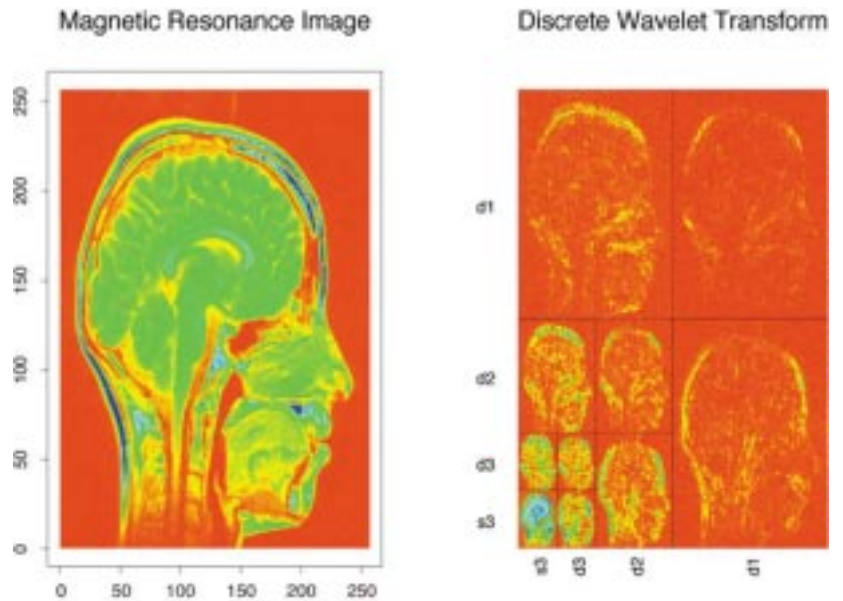 Magnetic Resonance Image
Discrete Wavelet Transform
250
200
150
100
50
0
0 50 100 150 200 250
d1
d2
d3
s3
s3 d3 d2 d1